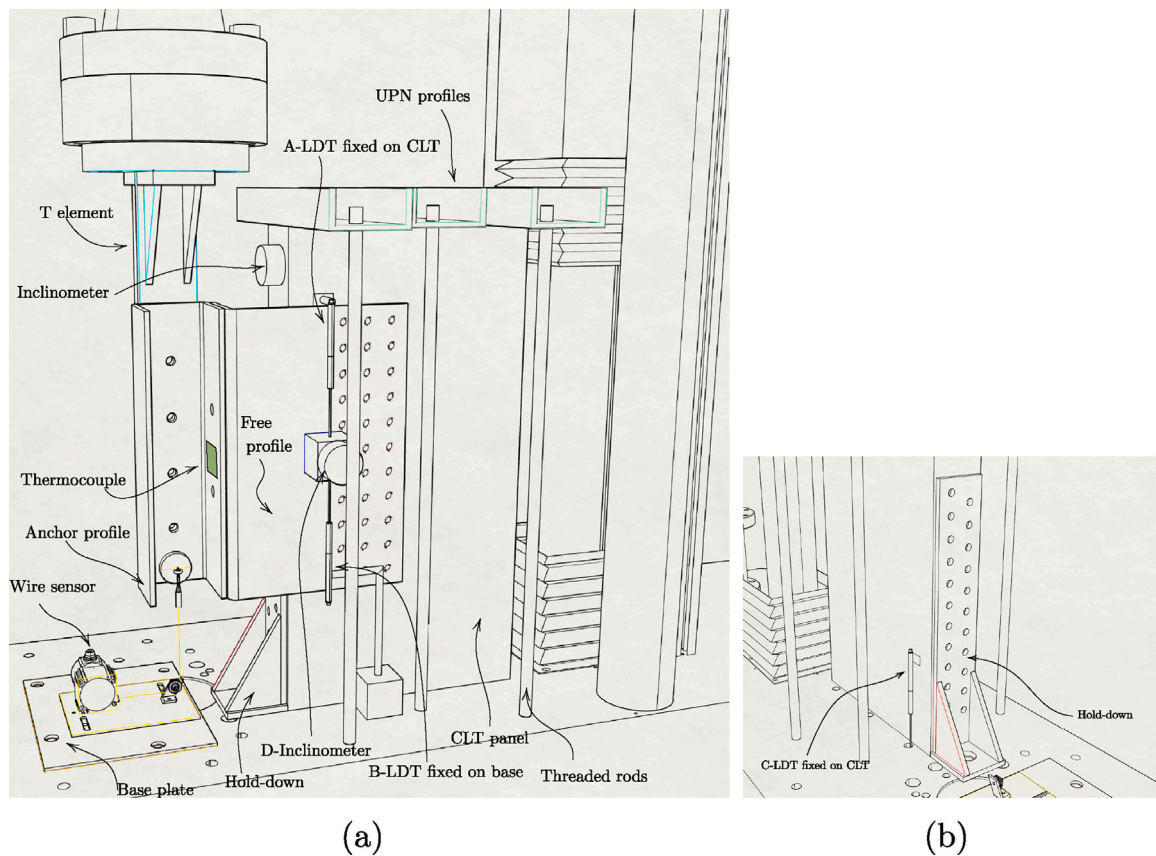 UPN profiles
A-LDT fixed on CLT
T element
Inclinometer
Free
profile
Thermocouple
Anchor profile
Wire sensor
D-Inclinometer
CLT panel
B-LDT fixed on base
Threaded rods
Hold-down
Base plate
Hold-down
C-LDT fixed on CLT
(a)
(b)